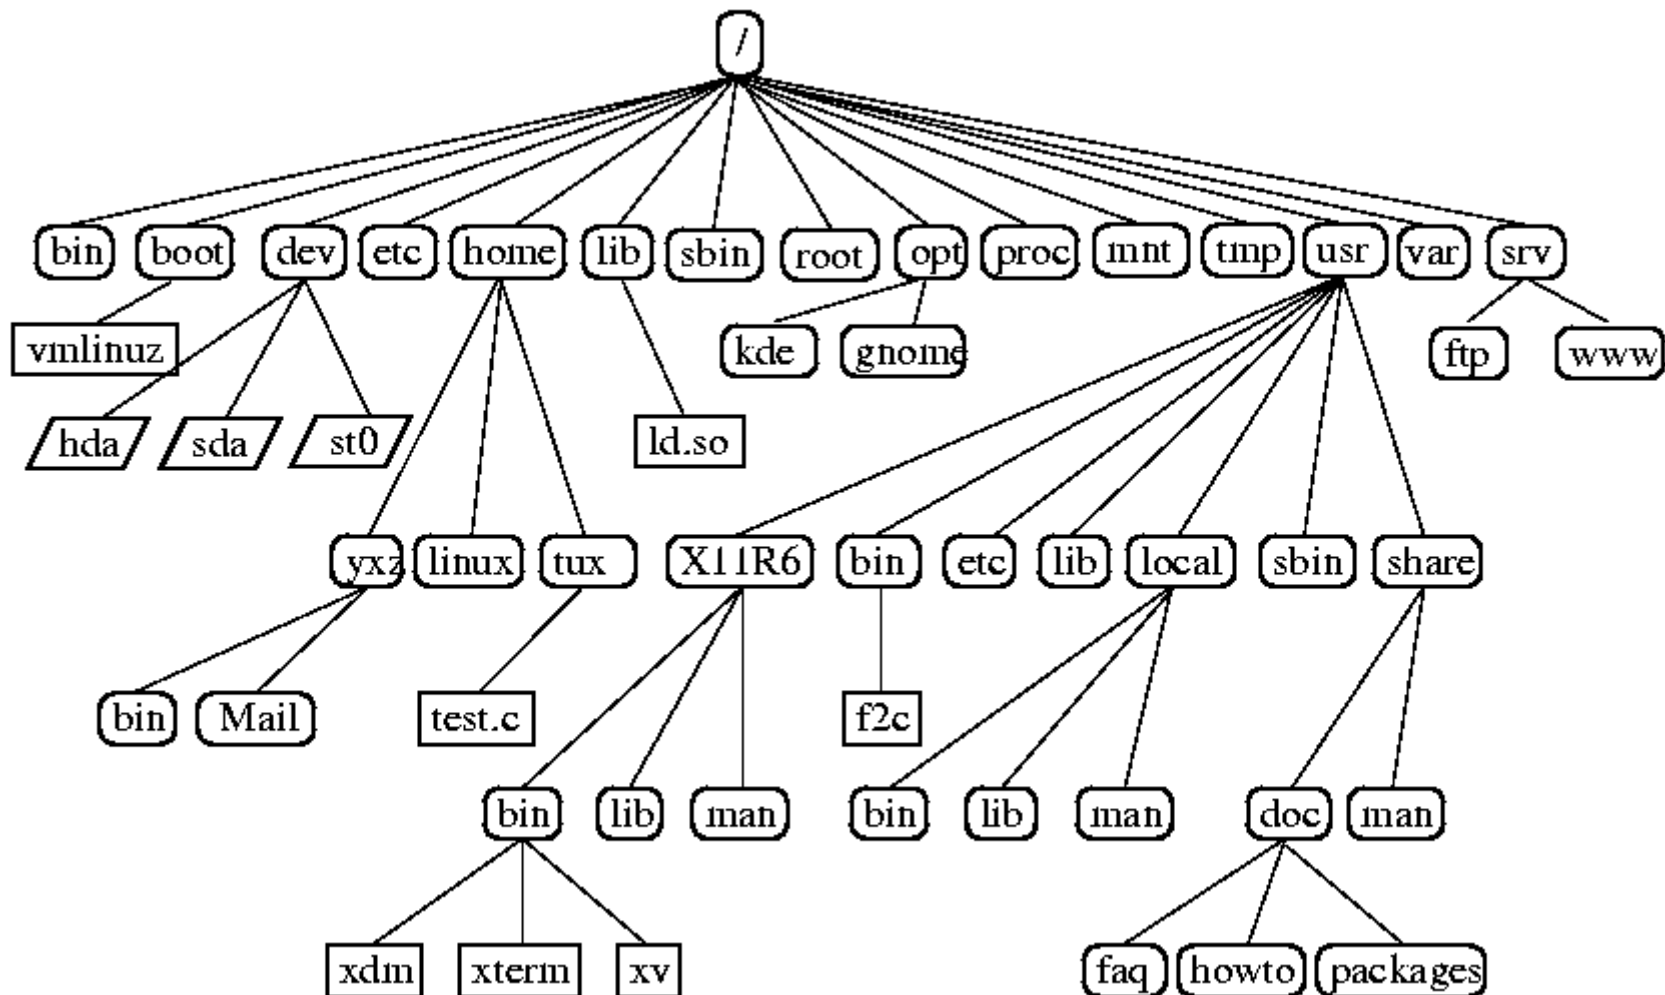 /
bin boot dev etc home lib sbin root opt proc mnt tmp usr var srv
vmlinuz kde gnome ftp www
hda sda st0 ld.so
yxz linux tux X11R6 bin etc lib local sbin share
bin Mail test.c f2c
bin lib man bin lib man doc man
xdm xterm xv faq howto packages